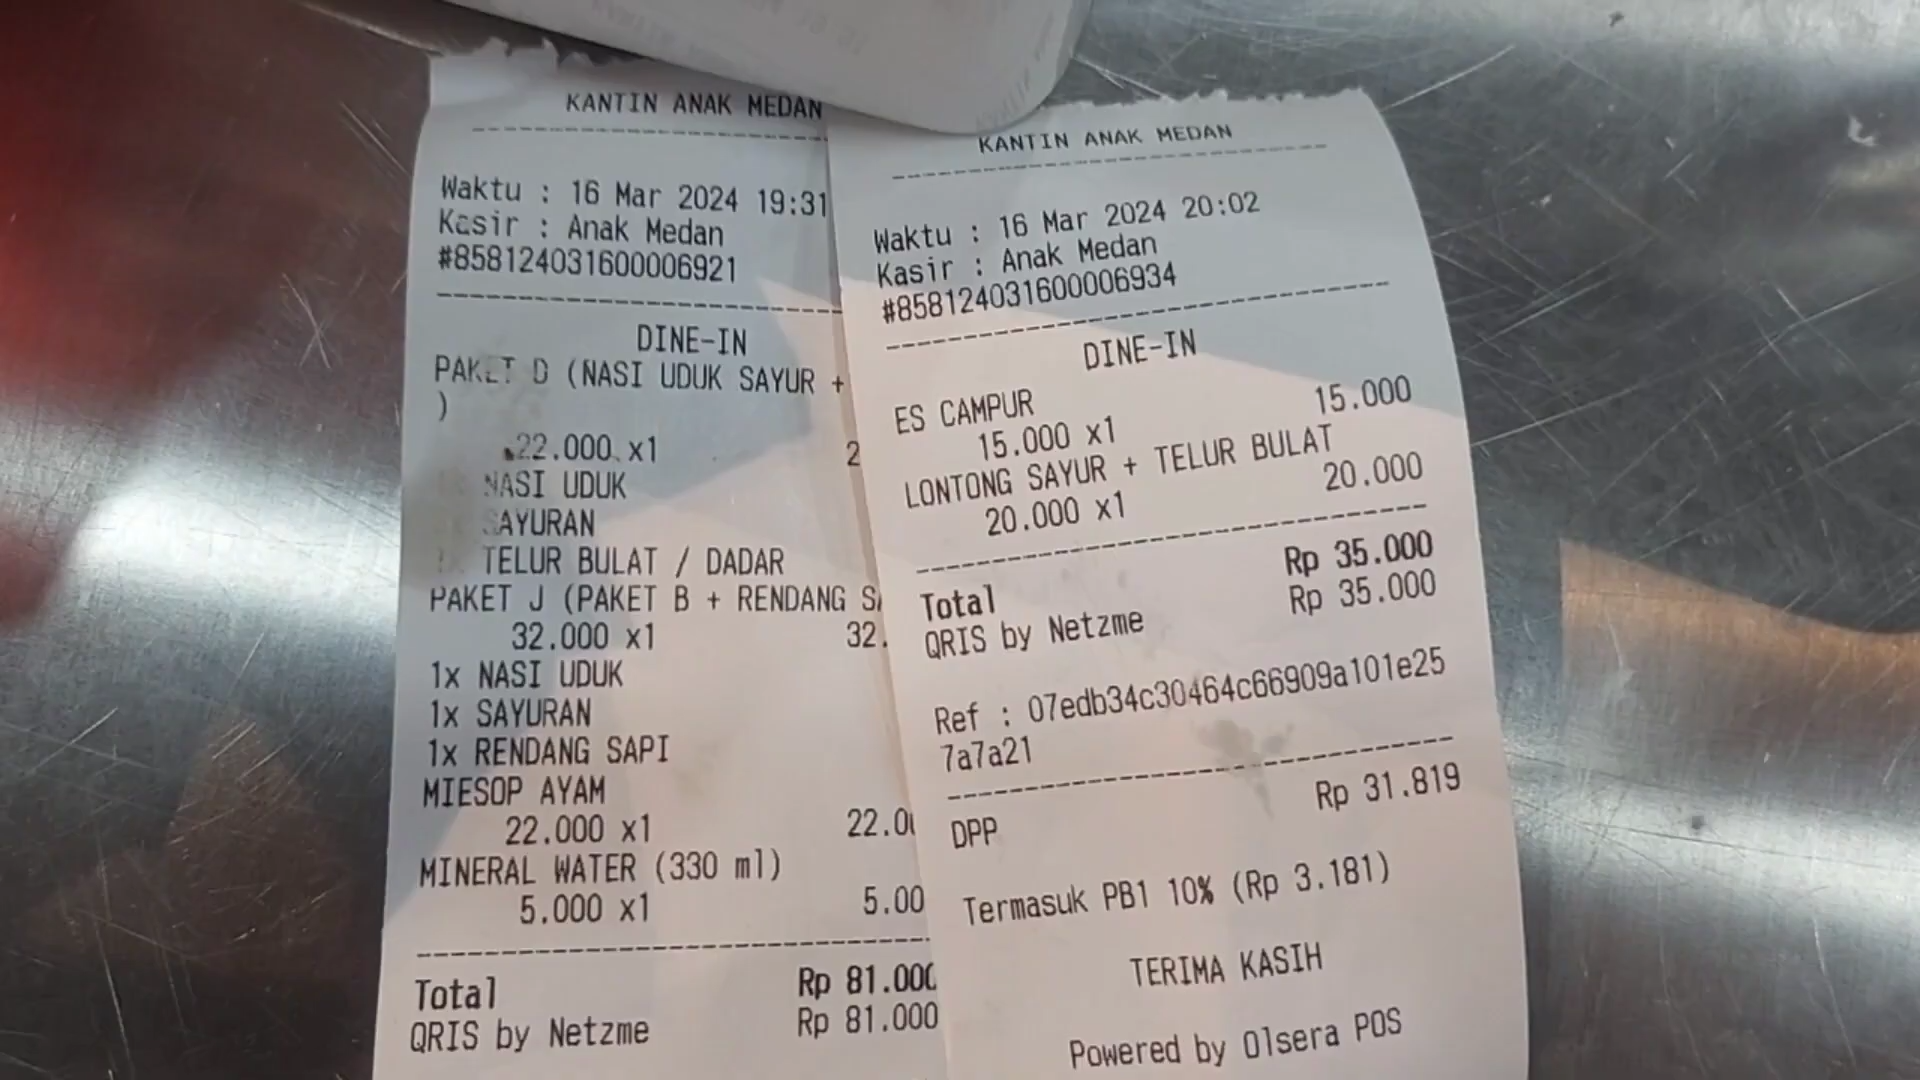 KANTIN ANAK MEDAN
Waktu : 16 Mar 2024 19:31
Kasir : Anak Medan
#858124031600006921
DINE-IN
PAKET D (NASI UDUK SAYUR +
)
22.000 x1
NASI UDUK
SAYURAN
TELUR BULAT / DADAR
PAKET J (PAKET B + RENDANG
32.000 x1 32.
1x NASI UDUK
1x SAYURAN
1x RENDANG SAPI
MIESOP AYAM
22.000 x1 22.0
MINERAL WATER (330 ml)
5.000 x1 5.00
Total Rp 81.000
QRIS by Netzme Rp 81.000
KANTIN ANAK MEDAN
Waktu : 16 Mar 2024 20:02
Kasir : Anak Medan
#858124031600006934
DINE-IN
ES CAMPUR
15.000 x1 15.000
LONTONG SAYUR + TELUR BULAT
20.000 x1 20.000
Total Rp 35.000
QRIS by Netzme Rp 35.000
Ref : 07edb34c30464c66909a101e25
7a7a21
DPP Rp 31.819
Termasuk PB1 10% (Rp 3.181)
TERIMA KASIH
Powered by Olsera POS